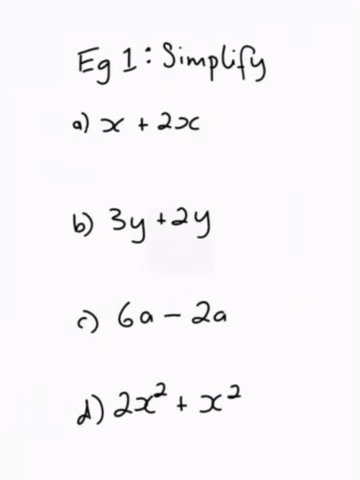 Eg 1: Simplify
a) x + 2x
b) 3y + 2y
c) 6a - 2a
d) 2x² + x²